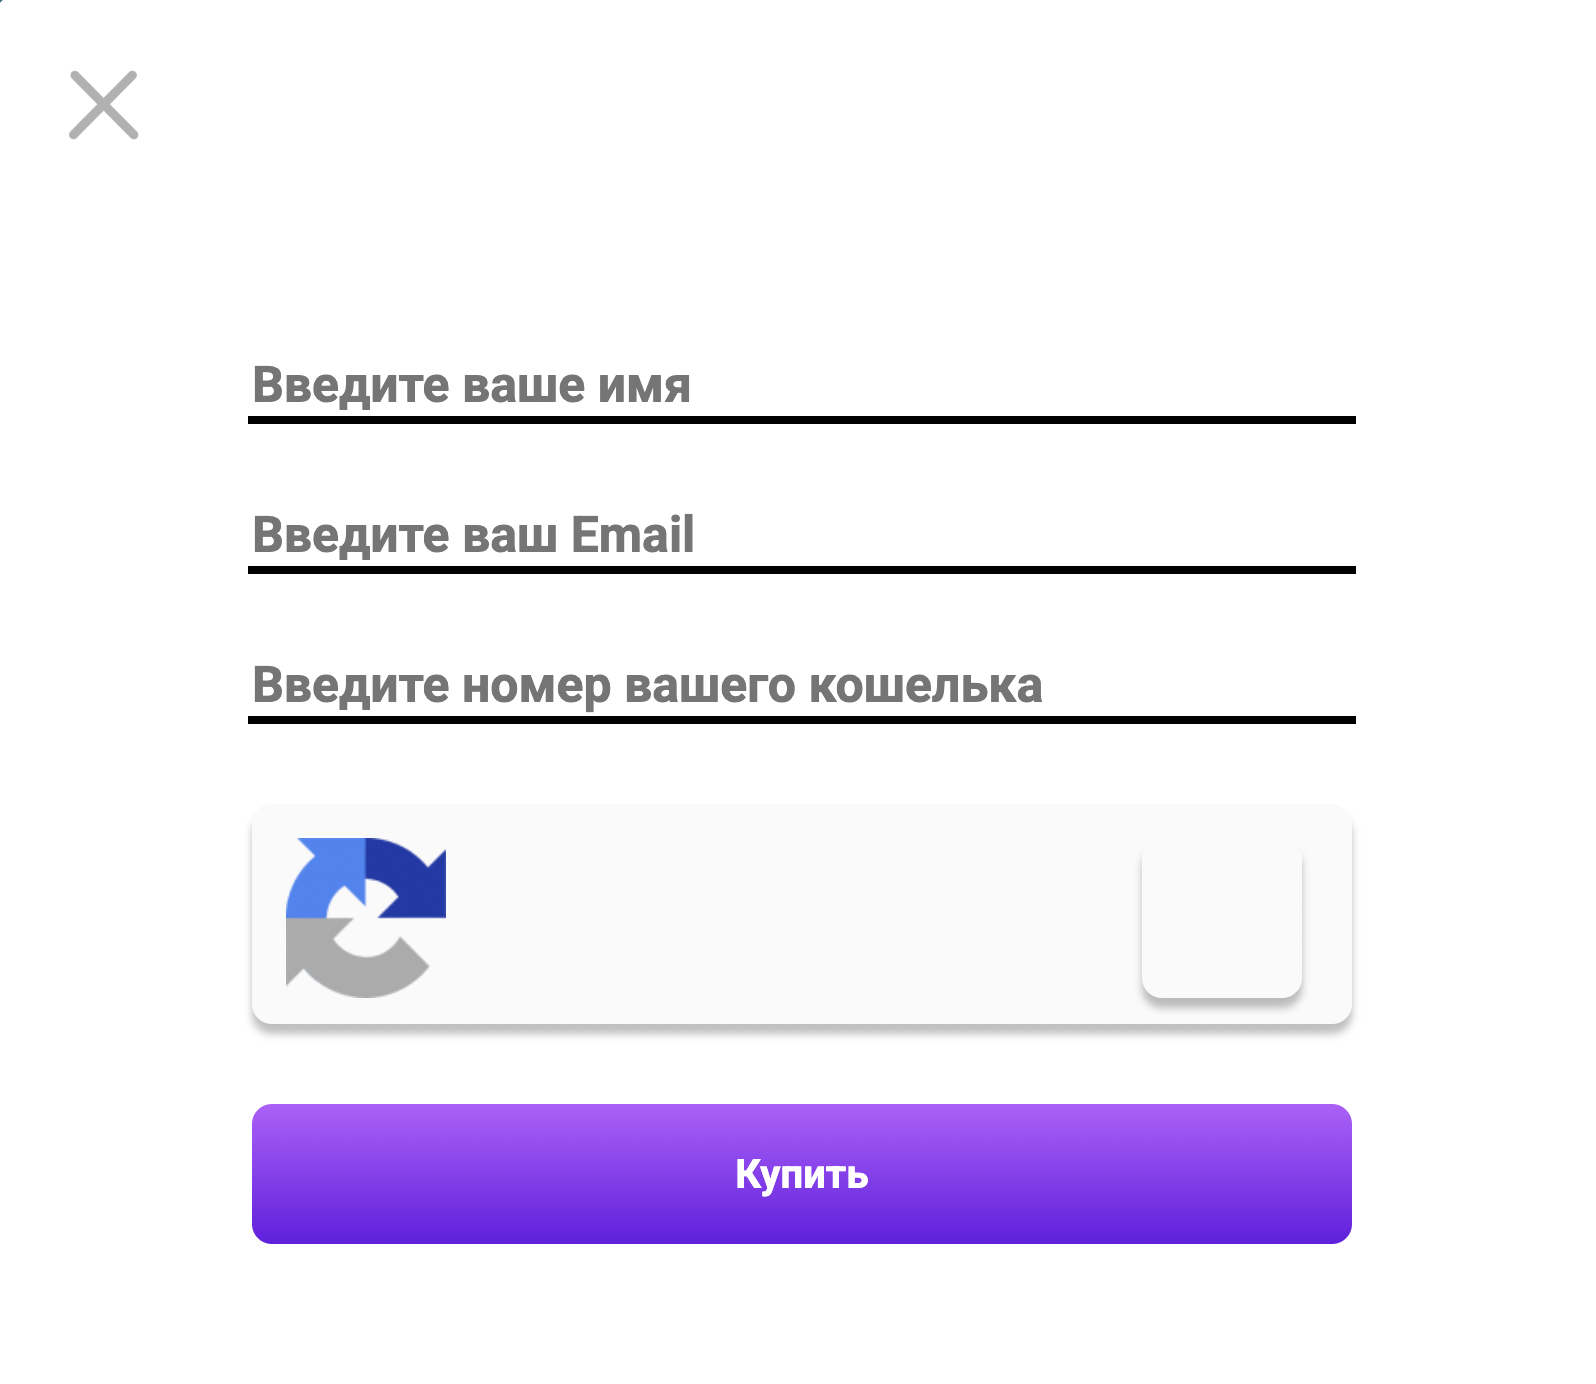 Введите ваше имя
Введите ваш Email
Введите номер вашего кошелька
Купить